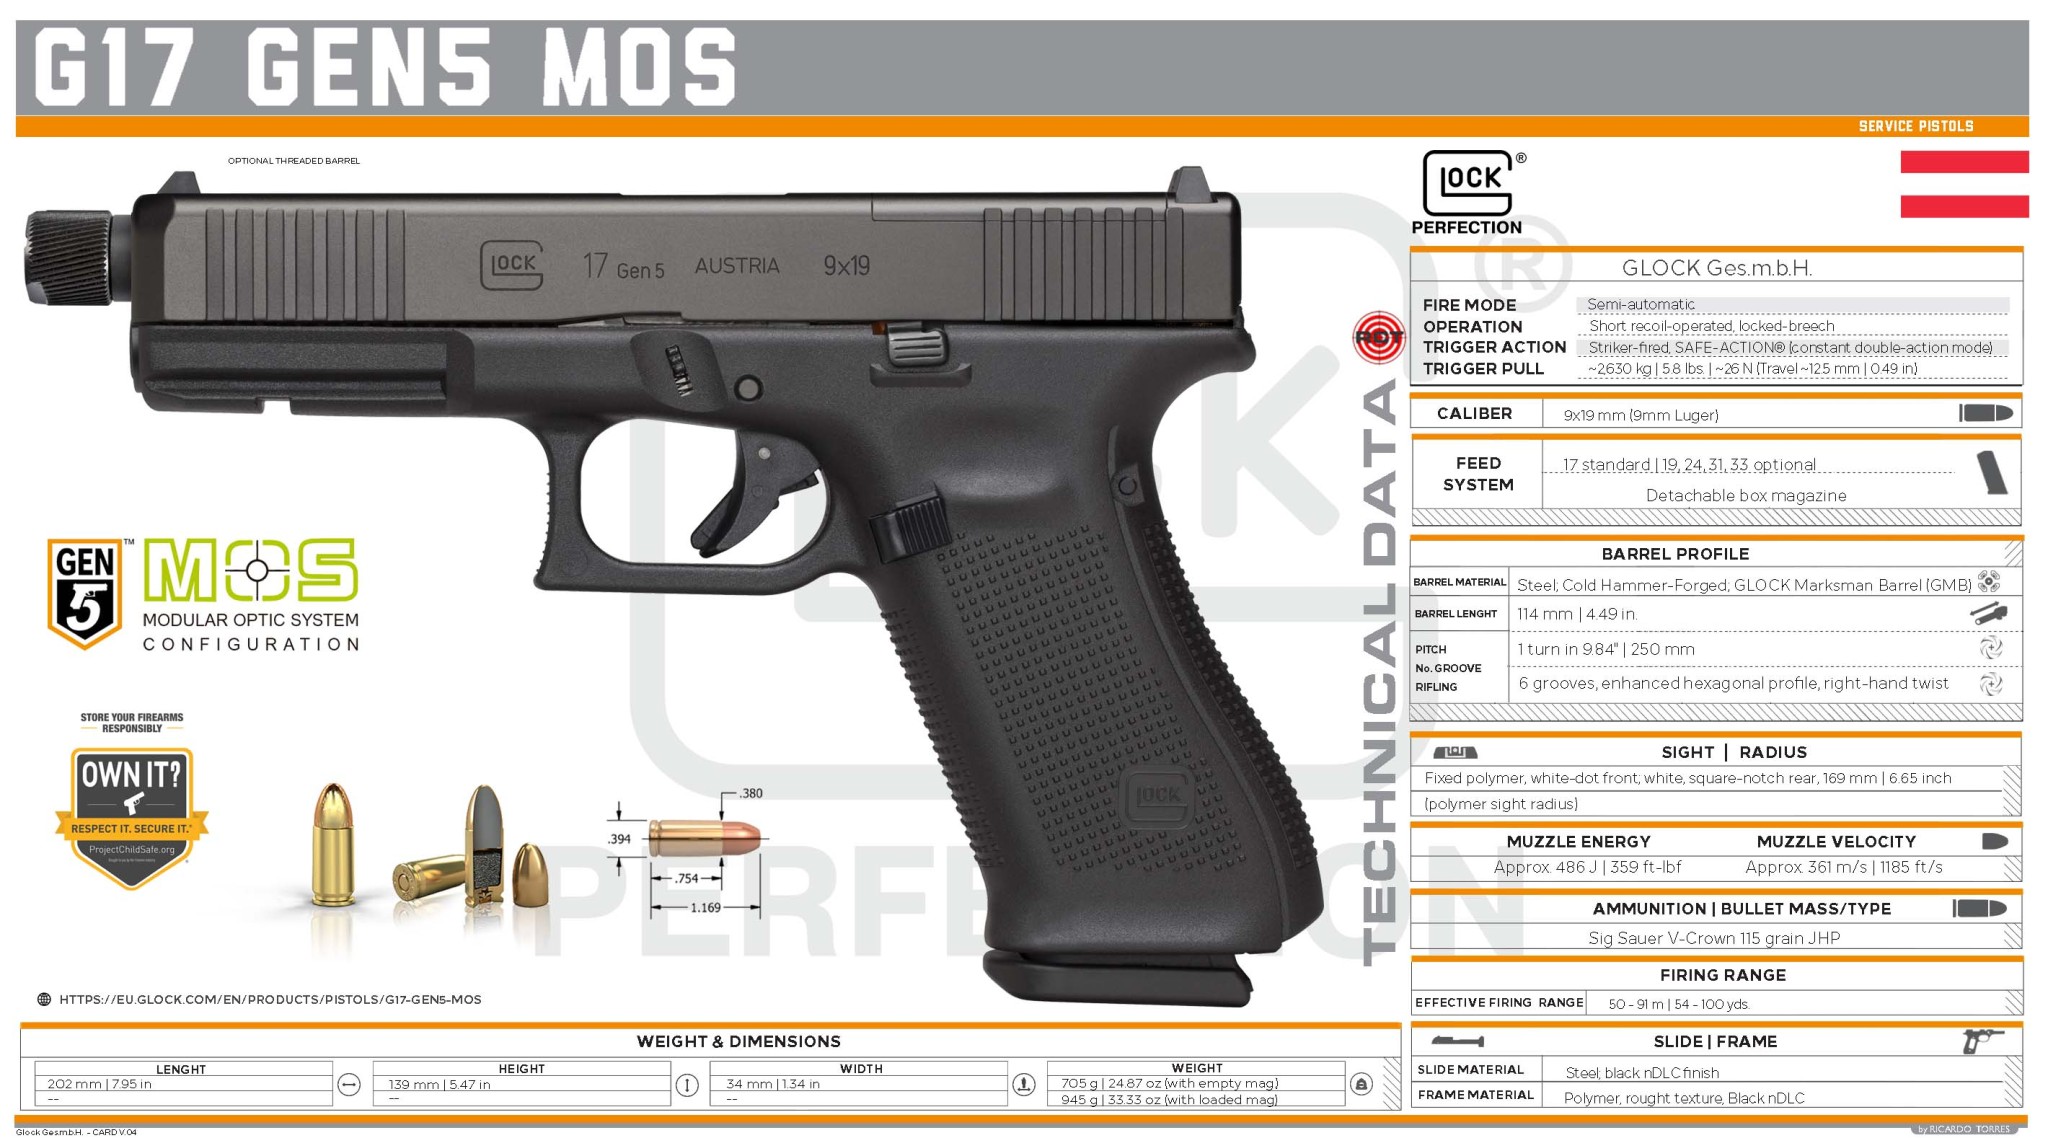 G17 GEN5 MOS
SERVICE PISTOLS
OPTIONAL THREADED BARREL
GLOCK 17 Gen 5 AUSTRIA 9x19
GLOCK
GLOCK ®
PERFECTION
GLOCK ®
PERFECTION
GEN 5 ™
MOS
MODULAR OPTIC SYSTEM
CONFIGURATION
STORE YOUR FIREARMS
RESPONSIBLY
OWN IT?
RESPECT IT. SECURE IT.®
ProjectChildSafe.org
.380
.394
.754
1.169
HTTPS://EU.GLOCK.COM/EN/PRODUCTS/PISTOLS/G17-GEN5-MOS
WEIGHT & DIMENSIONS
LENGHT
202 mm | 7.95 in
--
HEIGHT
139 mm | 5.47 in
--
WIDTH
34 mm | 1.34 in
--
WEIGHT
705 g | 24.87 oz (with empty mag)
945 g | 33.33 oz (with loaded mag)
RDT
TECHNICAL DATA
GLOCK Ges.m.b.H.
FIRE MODE Semi-automatic
OPERATION Short recoil-operated, locked-breech
TRIGGER ACTION Striker-fired, SAFE-ACTION® (constant double-action mode)
TRIGGER PULL ~2,630 kg | 5.8 lbs. | ~26 N (Travel ~12.5 mm | 0.49 in)
CALIBER 9x19 mm (9mm Luger)
FEED
SYSTEM
17 standard | 19, 24, 31, 33 optional
Detachable box magazine
BARREL PROFILE
BARREL MATERIAL Steel; Cold Hammer-Forged; GLOCK Marksman Barrel (GMB)
BARREL LENGHT 114 mm | 4.49 in.
PITCH 1 turn in 9.84" | 250 mm
No. GROOVE
RIFLING 6 grooves, enhanced hexagonal profile, right-hand twist
SIGHT | RADIUS
Fixed polymer, white-dot front; white, square-notch rear, 169 mm | 6.65 inch
(polymer sight radius)
MUZZLE ENERGY MUZZLE VELOCITY
Approx. 486 J | 359 ft-lbf Approx. 361 m/s | 1185 ft/s
AMMUNITION | BULLET MASS/TYPE
Sig Sauer V-Crown 115 grain JHP
FIRING RANGE
EFFECTIVE FIRING RANGE 50 - 91 m | 54 - 100 yds.
SLIDE | FRAME
SLIDE MATERIAL Steel; black nDLC finish
FRAME MATERIAL Polymer, rought texture, Black nDLC
Glock Ges.m.b.H. - CARD V.04
by RICARDO TORRES